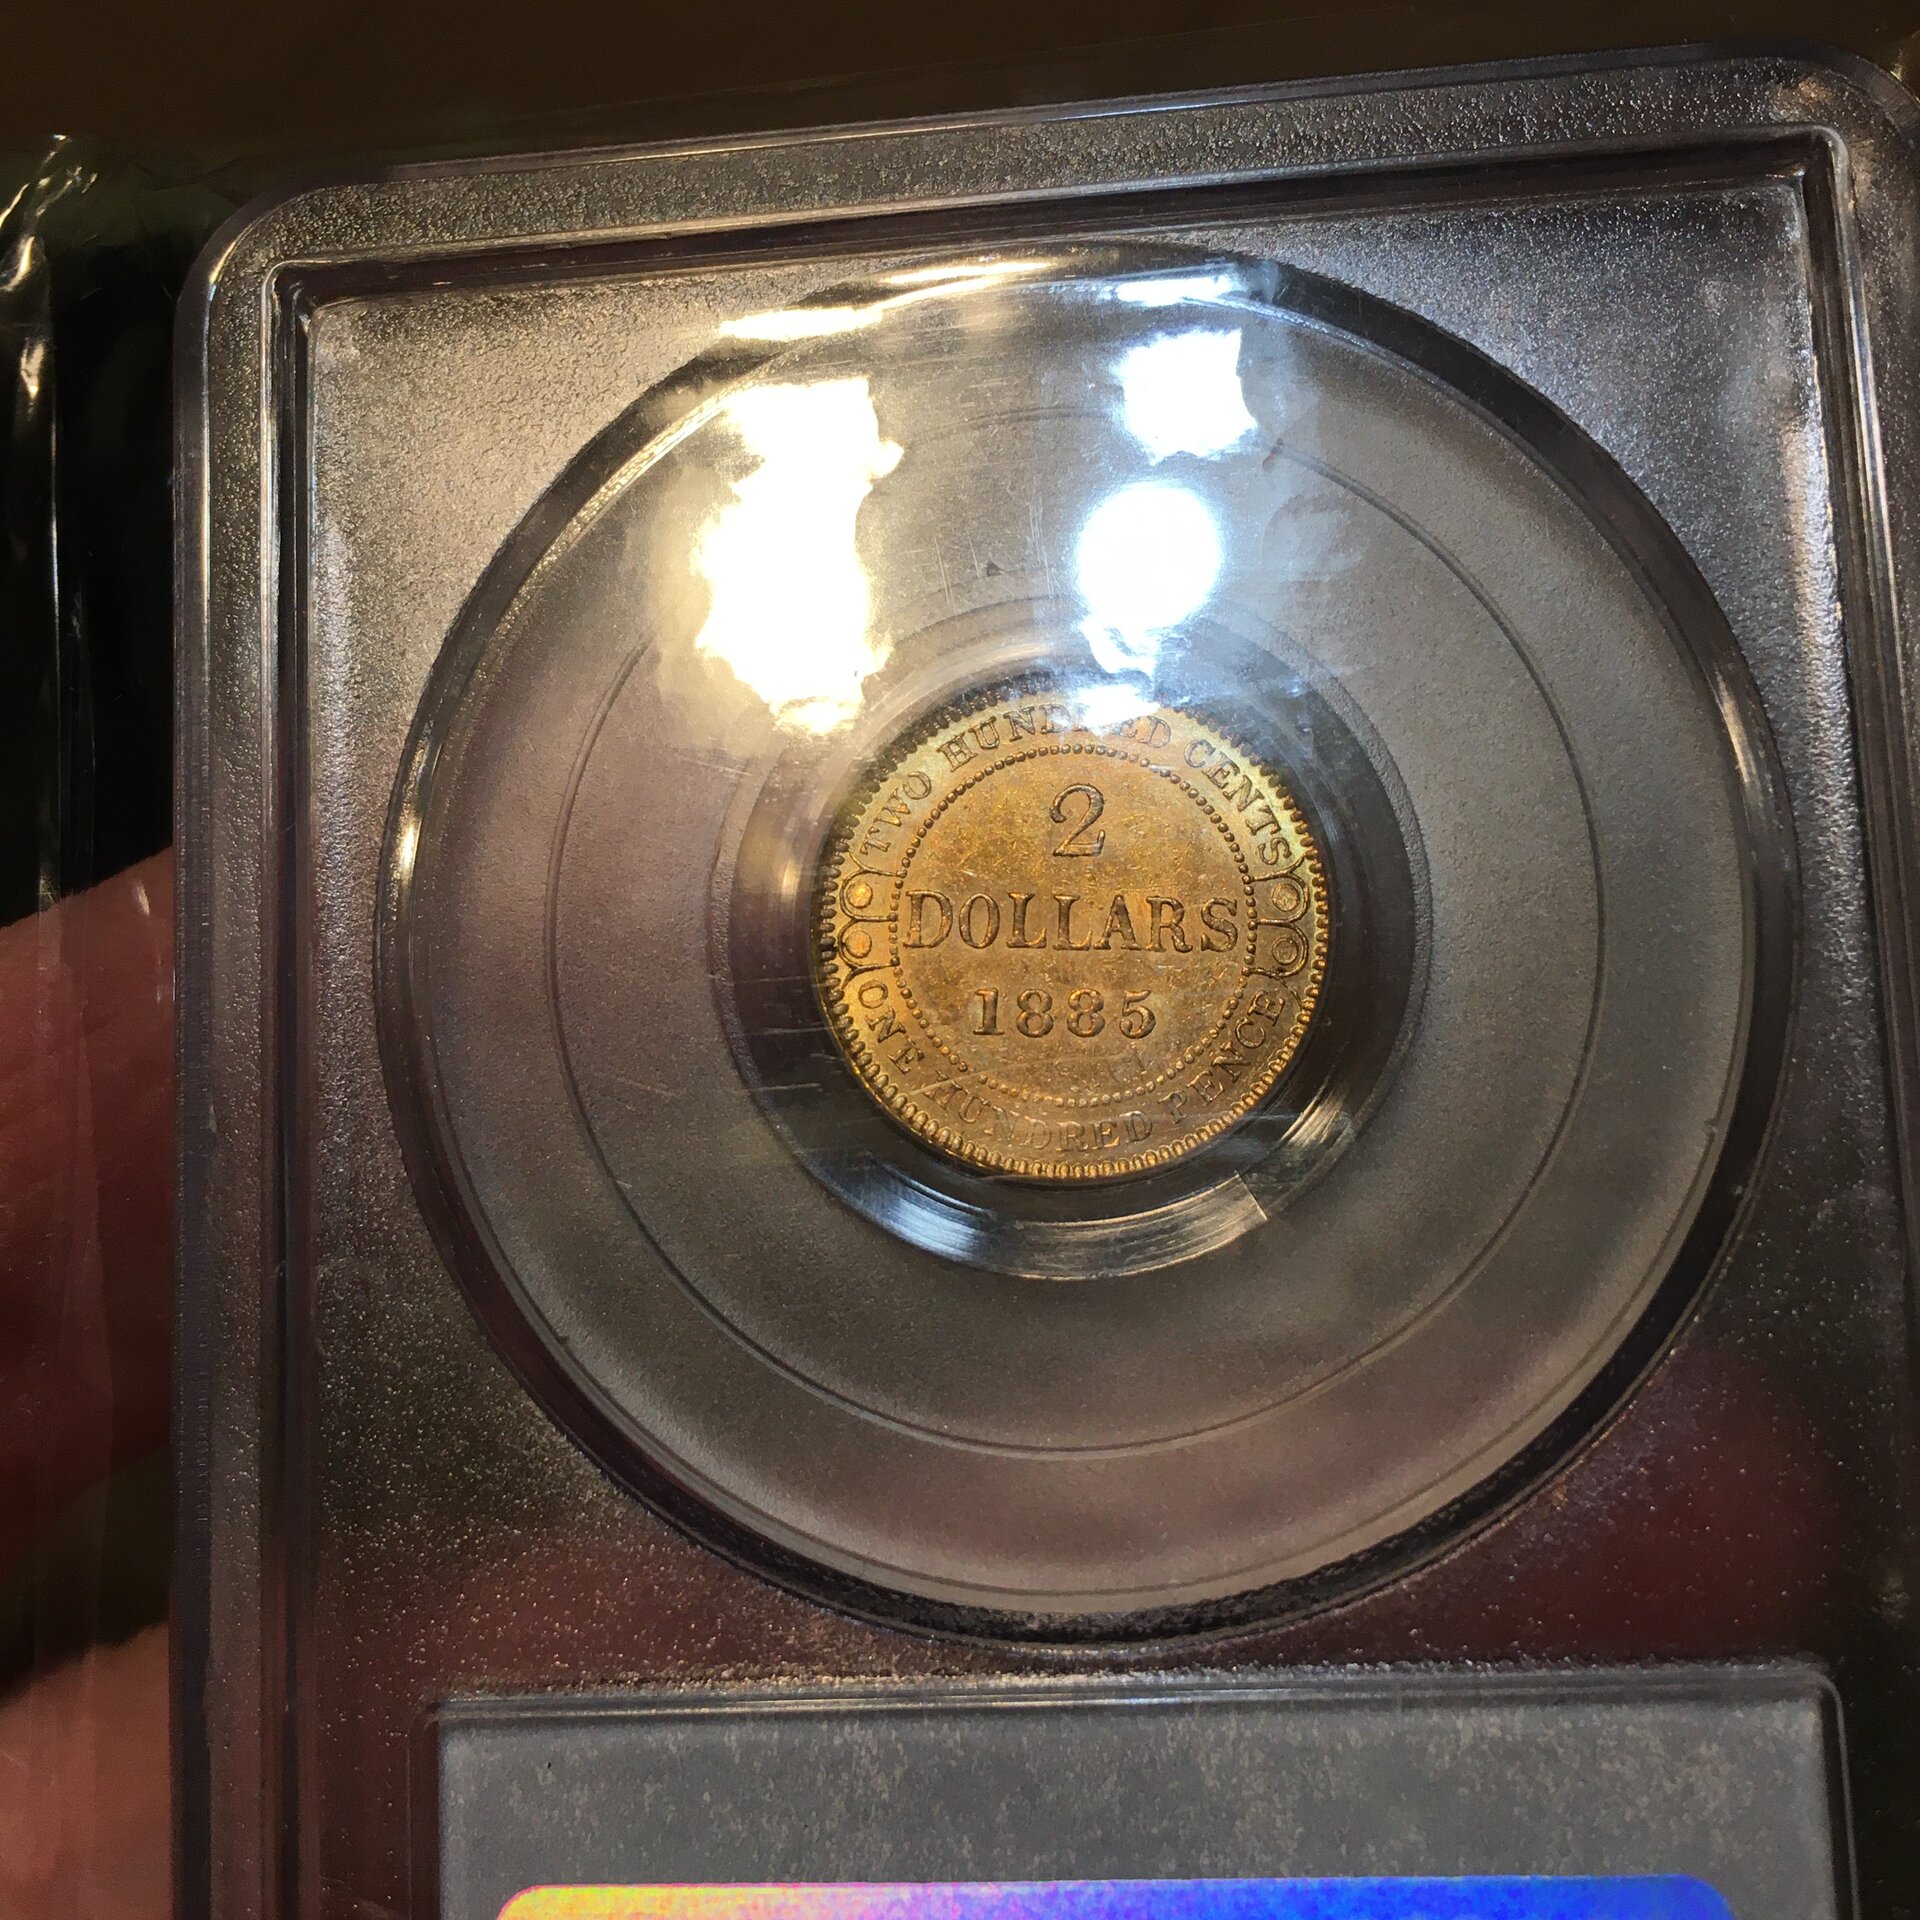 TWO HUNDRED CENTS
2
DOLLARS
1885
ONE HUNDRED PENCE